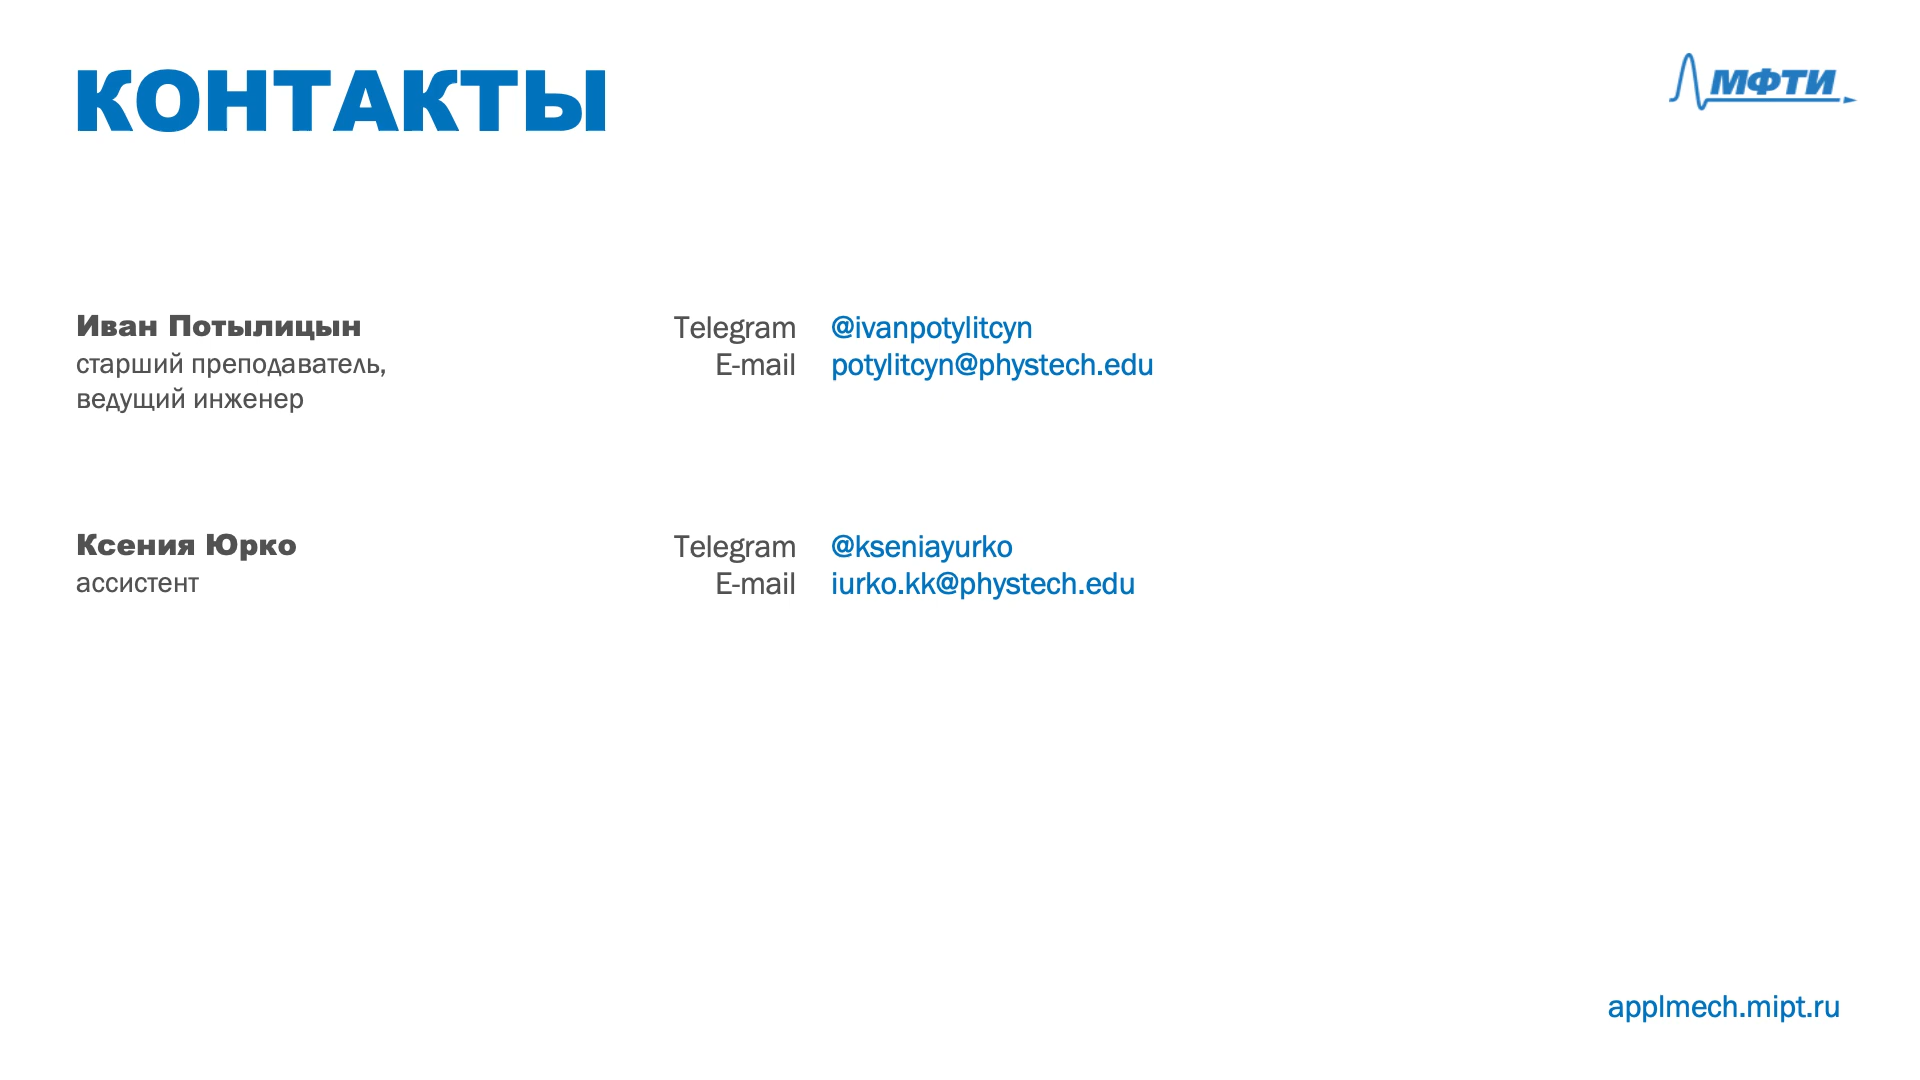 КОНТАКТЫ
МФТИ
Иван Потылицын
старший преподаватель,
ведущий инженер
Telegram @ivanpotylitcyn
E-mail potylitcyn@phystech.edu
Ксения Юрко
ассистент
Telegram @kseniayurko
E-mail iurko.kk@phystech.edu
applmech.mipt.ru